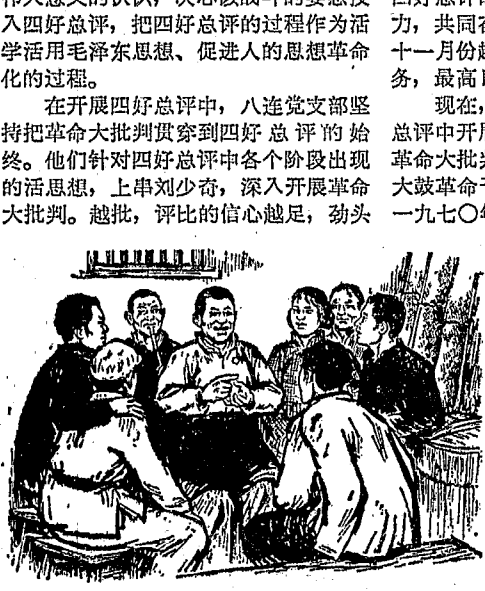 入四好总评，把四好总评的过程作为活
学活用毛泽东思想、促进人的思想革命
化的过程。
在开展四好总评中，八连党支部坚
持把革命大批判贯穿到四好总评的始
终。他们针对四好总评中各个阶段出现
的活思想，上串刘少奇，深入开展革命
大批判。越批，评比的信心越足，劲头
四好总评
力，共同
十一月份
务，最高
现在，
总评中开
革命大批
大鼓革命
一九七〇